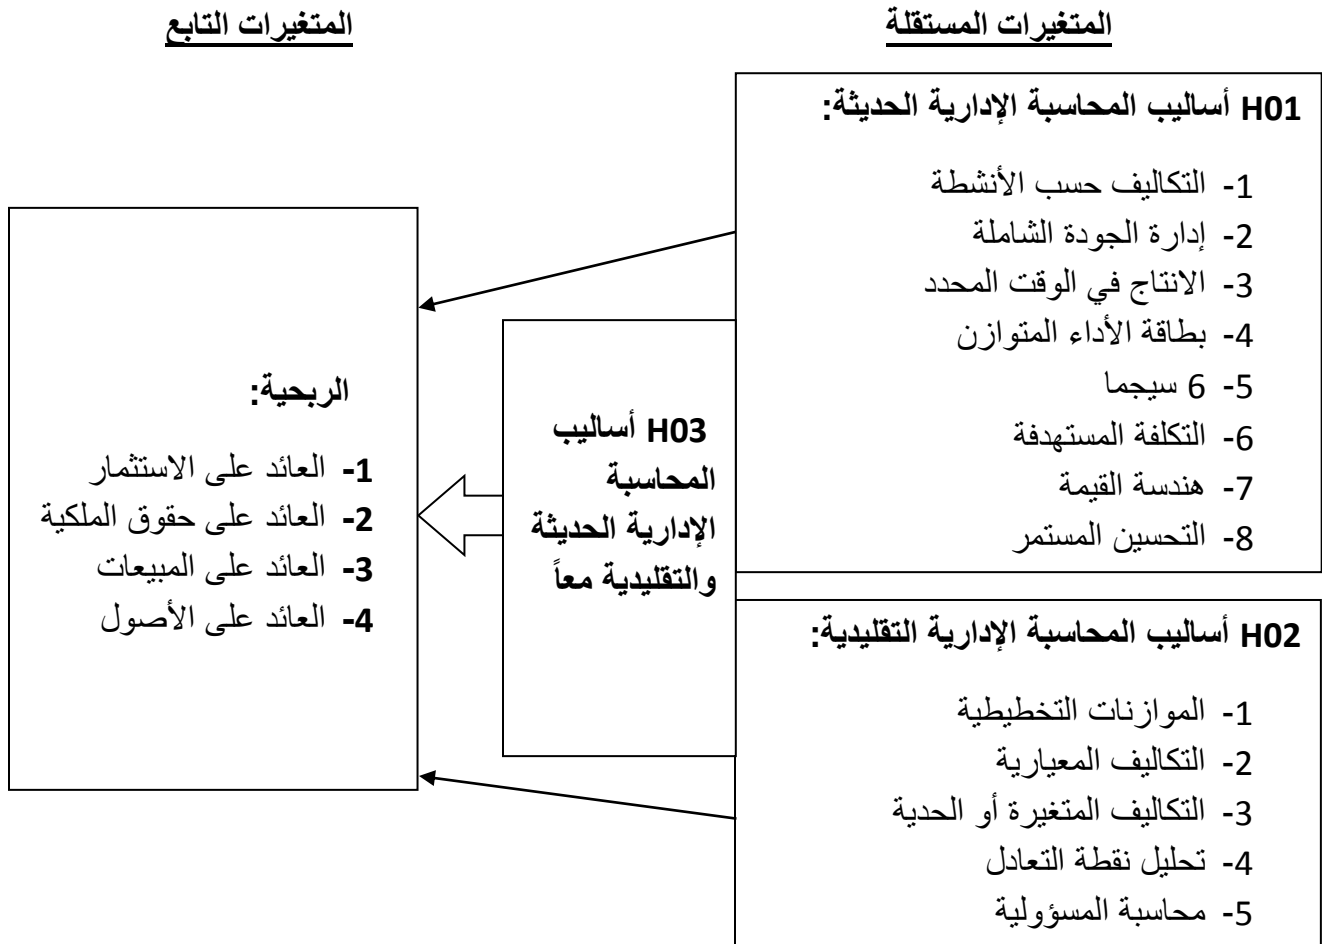 المتغيرات المستقلة
المتغيرات التابع
H01 أساليب المحاسبة الإدارية الحديثة:
1- التكاليف حسب الأنشطة
2- إدارة الجودة الشاملة
3- الانتاج في الوقت المحدد
4- بطاقة الأداء المتوازن
5- 6 سيجما
6- التكلفة المستهدفة
7- هندسة القيمة
8- التحسين المستمر
H02 أساليب المحاسبة الإدارية التقليدية:
1- الموازنات التخطيطية
2- التكاليف المعيارية
3- التكاليف المتغيرة أو الحدية
4- تحليل نقطة التعادل
5- محاسبة المسؤولية
H03 أساليب
المحاسبة
الإدارية الحديثة
والتقليدية معاً
الربحية:
1- العائد على الاستثمار
2- العائد على حقوق الملكية
3- العائد على المبيعات
4- العائد على الأصول